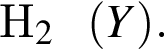 H₂ (Y).